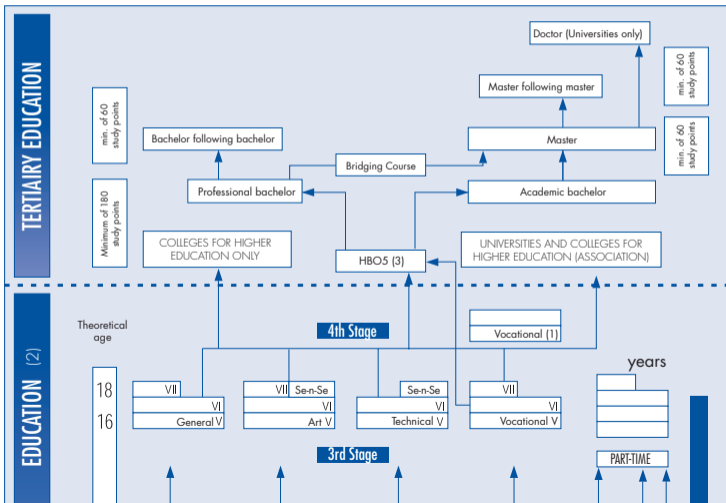 TERTIAIRY EDUCATION
Doctor (Universities only)
min. of 60
study points
Master following master
min. of 60
study points
Bachelor following bachelor
Master
min. of 60
study points
Bridging Course
Minimum of 180
study points
Professional bachelor
Academic bachelor
COLLEGES FOR HIGHER
EDUCATION ONLY
HBO5 (3)
UNIVERSITIES AND COLLEGES FOR
HIGHER EDUCATION (ASSOCIATION)
EDUCATION (2)
Theoretical
age
4th Stage
Vocational (1)
years
18
VII
VII
Se-n-Se
Se-n-Se
VII
VI
VI
VI
VI
16
General V
Art V
Technical V
Vocational V
3rd Stage
PART-TIME